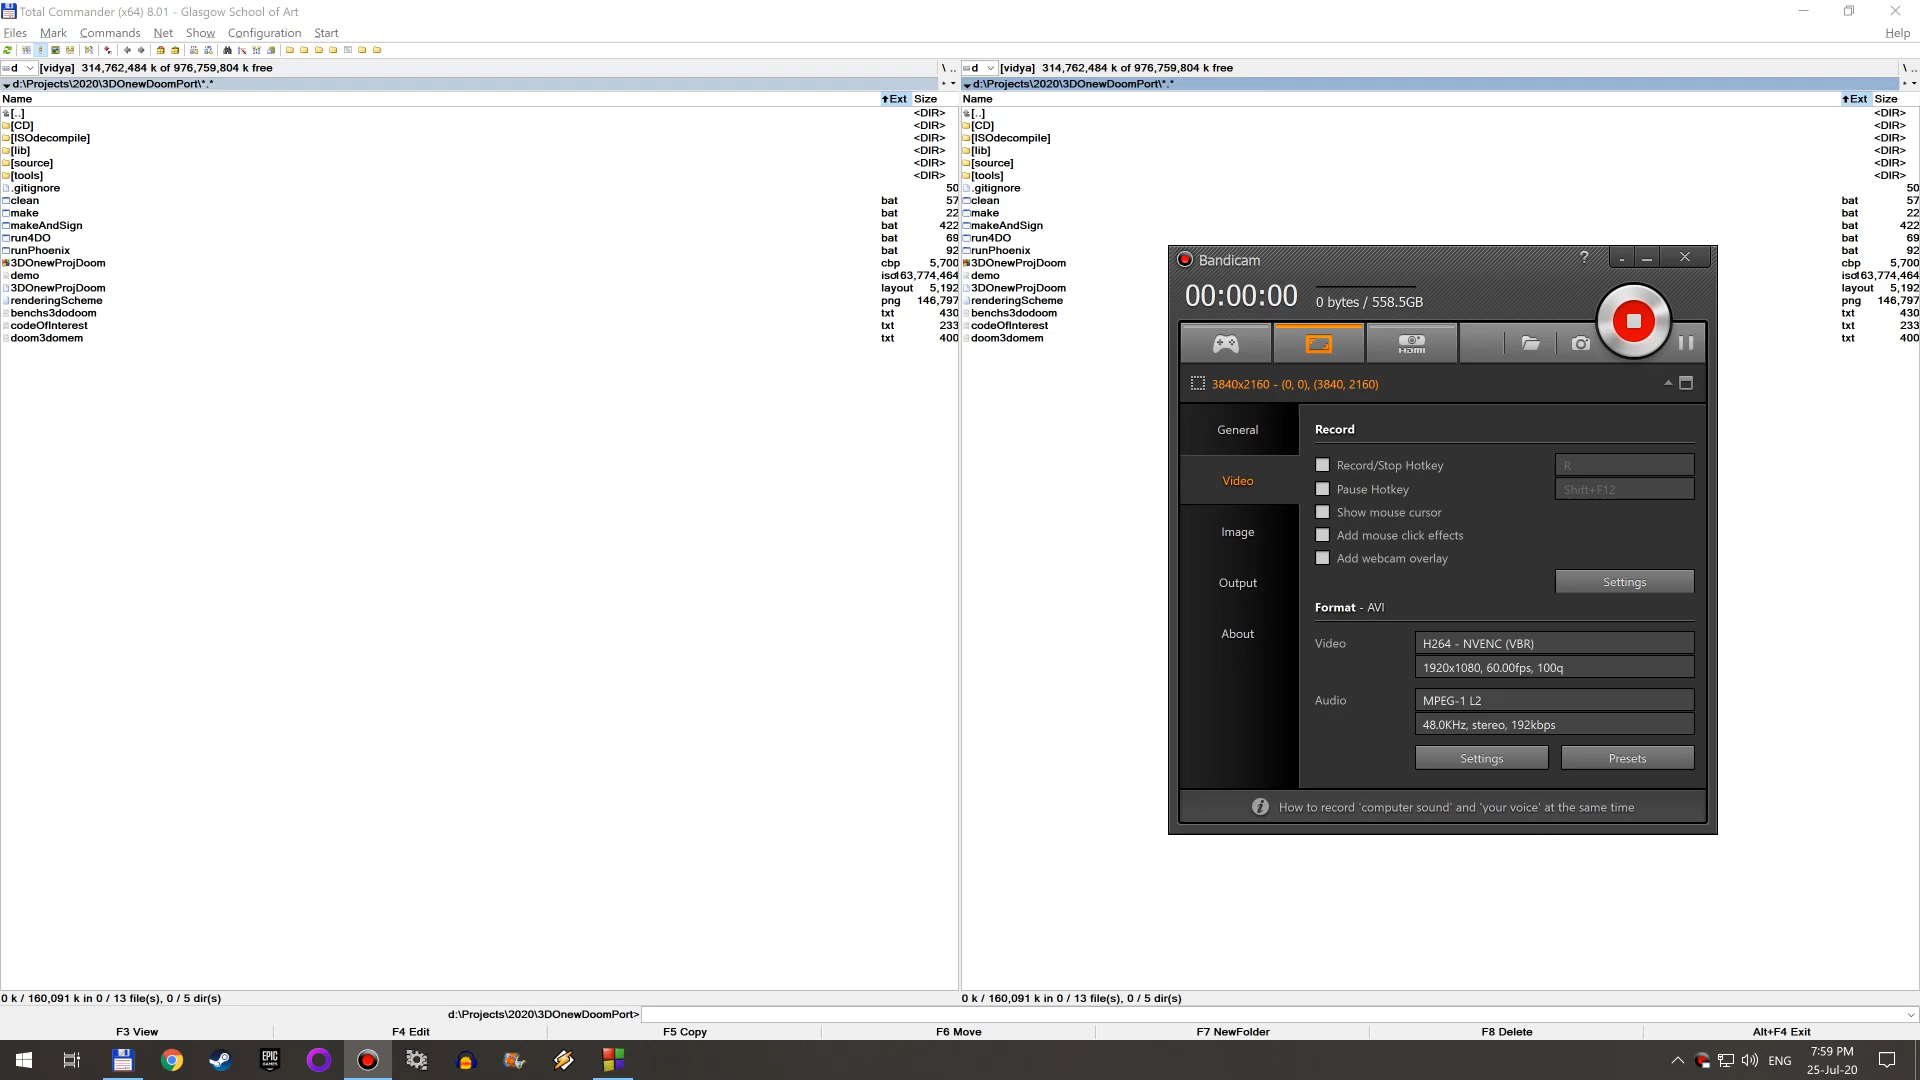 Total Commander (x64) 8.01 - Glasgow School of Art
Files Mark Commands Net Show Configuration Start Help
d [vidya] 314,762,484 k of 976,759,804 k free \ ..
d:\Projects\2020\3DOnewDoomPort\*.*
Name Ext Size
[..] <DIR>
[CD] <DIR>
[ISOdecompile] <DIR>
[lib] <DIR>
[source] <DIR>
[tools] <DIR>
.gitignore 50
clean bat 57
make bat 22
makeAndSign bat 422
run4DO bat 69
runPhoenix bat 92
3DOnewProjDoom cbp 5,700
demo iso 163,774,464
3DOnewProjDoom layout 5,192
renderingScheme png 146,797
benchs3dodoom txt 430
codeOfInterest txt 233
doom3domem txt 400
0 k / 160,091 k in 0 / 13 file(s), 0 / 5 dir(s)
d [vidya] 314,762,484 k of 976,759,804 k free \ ..
d:\Projects\2020\3DOnewDoomPort\*.*
Name Ext Size
[..] <DIR>
[CD] <DIR>
[ISOdecompile] <DIR>
[lib] <DIR>
[source] <DIR>
[tools] <DIR>
.gitignore 50
clean bat 57
make bat 22
makeAndSign bat 422
run4DO bat 69
runPhoenix bat 92
3DOnewProjDoom cbp 5,700
demo iso 163,774,464
3DOnewProjDoom layout 5,192
renderingScheme png 146,797
benchs3dodoom txt 430
codeOfInterest txt 233
doom3domem txt 400
0 k / 160,091 k in 0 / 13 file(s), 0 / 5 dir(s)
Bandicam ?
00:00:00 0 bytes / 558.5GB
HDMI
3840x2160 - (0, 0), (3840, 2160)
General
Video
Image
Output
About
Record
Record/Stop Hotkey R
Pause Hotkey Shift+F12
Show mouse cursor
Add mouse click effects
Add webcam overlay
Settings
Format - AVI
Video H264 - NVENC (VBR)
1920x1080, 60.00fps, 100q
Audio MPEG-1 L2
48.0KHz, stereo, 192kbps
Settings Presets
How to record 'computer sound' and 'your voice' at the same time
d:\Projects\2020\3DOnewDoomPort>
F3 View F4 Edit F5 Copy F6 Move F7 NewFolder F8 Delete Alt+F4 Exit
EPIC GAMES
ENG
7:59 PM
25-Jul-20